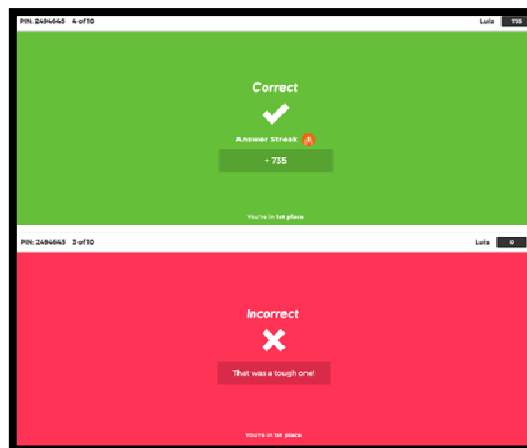 PIN: 2494645 4 of 10 Luis 735
Correct
Answer Streak
+ 735
You're in 1st place
PIN: 2494645 3 of 10 Luis 0
Incorrect
That was a tough one!
You're in 1st place